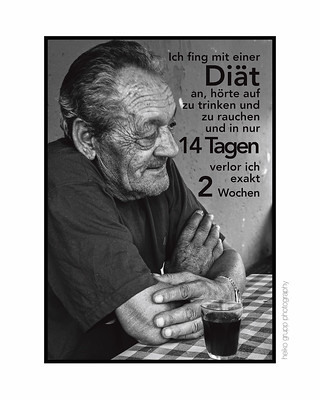 Ich fing mit einer
Diät
an, hörte auf
zu trinken und
zu rauchen
und in nur
14 Tagen
verlor ich
exakt
2 Wochen
heiko grupp photography